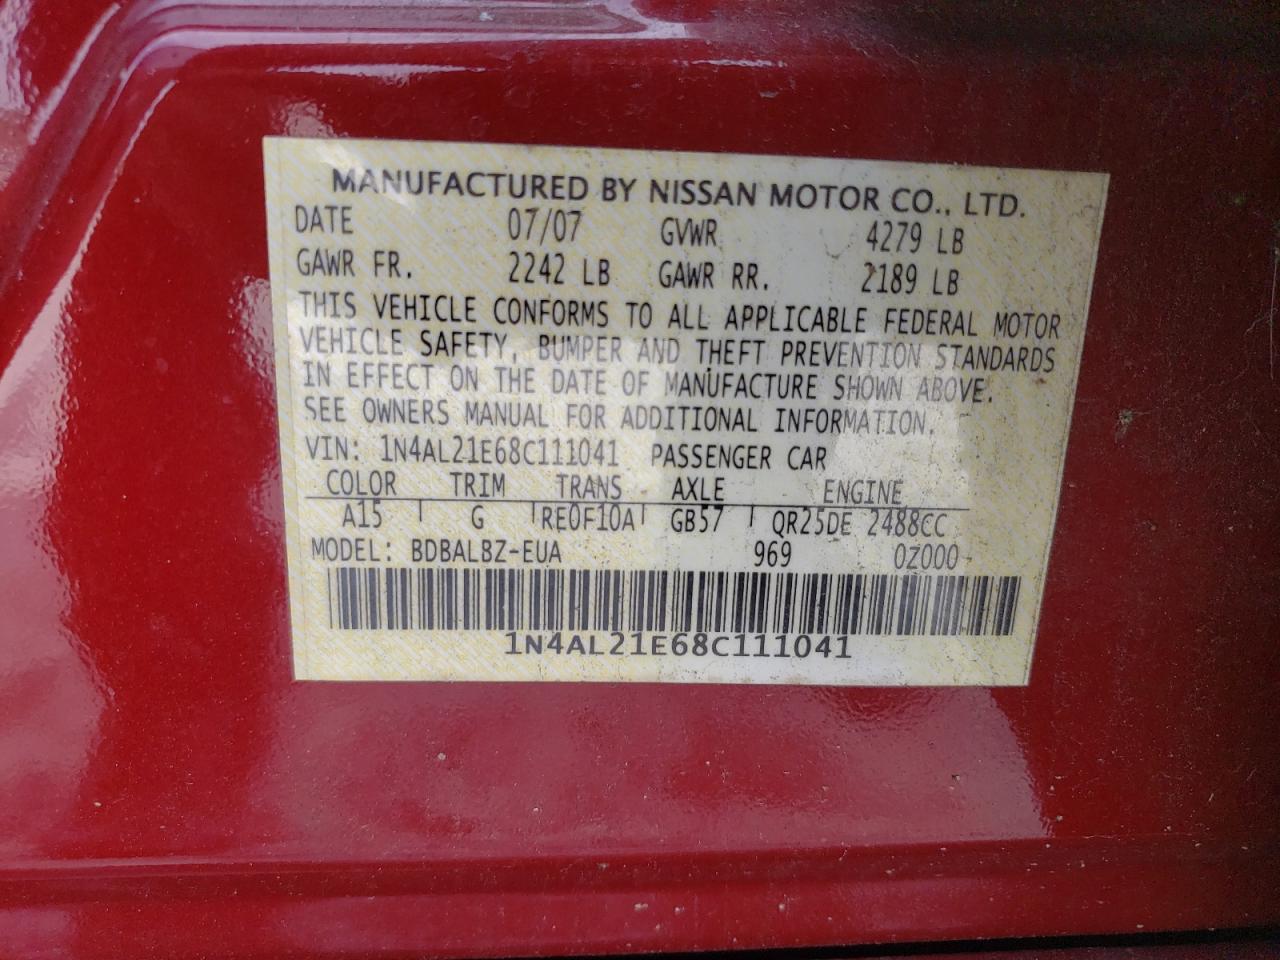 MANUFACTURED BY NISSAN MOTOR CO., LTD.
DATE 07/07 GVWR 4279 LB
GAWR FR. 2242 LB GAWR RR. 2189 LB
THIS VEHICLE CONFORMS TO ALL APPLICABLE FEDERAL MOTOR
VEHICLE SAFETY, BUMPER AND THEFT PREVENTION STANDARDS
IN EFFECT ON THE DATE OF MANUFACTURE SHOWN ABOVE.
SEE OWNERS MANUAL FOR ADDITIONAL INFORMATION.
VIN: 1N4AL21E68C111041 PASSENGER CAR
COLOR TRIM TRANS AXLE ENGINE
A15 G RE0F10A GB57 QR25DE 2488CC
MODEL: BDBALBZ-EUA 969 0Z000-
1N4AL21E68C111041